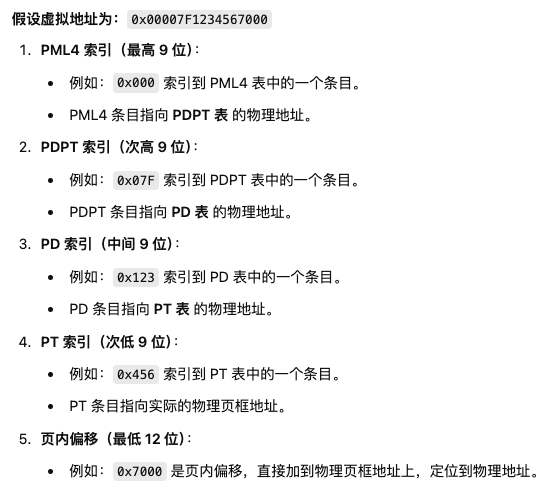 假设虚拟地址为：0x00007F1234567000
1. PML4 索引（最高 9 位）：
• 例如：0x000 索引到 PML4 表中的一个条目。
• PML4 条目指向 PDPT 表 的物理地址。
2. PDPT 索引（次高 9 位）：
• 例如：0x07F 索引到 PDPT 表中的一个条目。
• PDPT 条目指向 PD 表 的物理地址。
3. PD 索引（中间 9 位）：
• 例如：0x123 索引到 PD 表中的一个条目。
• PD 条目指向 PT 表 的物理地址。
4. PT 索引（次低 9 位）：
• 例如：0x456 索引到 PT 表中的一个条目。
• PT 条目指向实际的物理页框地址。
5. 页内偏移（最低 12 位）：
• 例如：0x7000 是页内偏移，直接加到物理页框地址上，定位到物理地址。